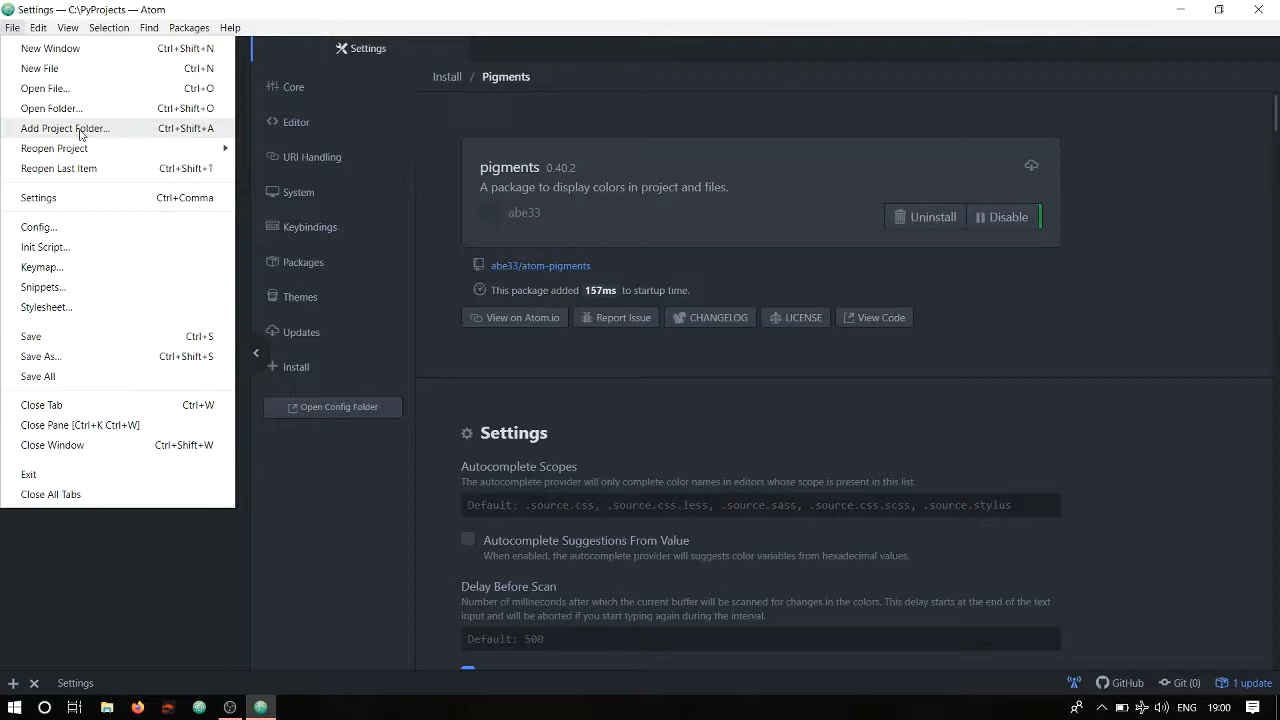 Settings — C:\PyProjects — Atom
File Edit View Selection Find Packages Help
New Window Ctrl+Shift+N
New File Ctrl+N
Open File... Ctrl+O
Open Folder... Ctrl+Shift+O
Add Project Folder... Ctrl+Shift+A
Reopen Project
Reopen Last Item Ctrl+Shift+T
Settings Ctrl+Comma
Config...
Init Script...
Keymap...
Snippets...
Stylesheet...
Save Ctrl+S
Save As... Ctrl+Shift+S
Save All
Close Tab Ctrl+W
Close Pane [Ctrl+K Ctrl+W]
Close Window Ctrl+Shift+W
Exit
Close All Tabs
Settings
Core
Editor
URI Handling
System
Keybindings
Packages
Themes
Updates
Install
Open Config Folder
Install / Pigments
pigments 0.40.2
A package to display colors in project and files.
abe33
Uninstall Disable
abe33/atom-pigments
This package added 157ms to startup time.
View on Atom.io Report Issue CHANGELOG LICENSE View Code
Settings
Autocomplete Scopes
The autocomplete provider will only complete color names in editors whose scope is present in this list.
Default: .source.css, .source.css.less, .source.sass, .source.css.scss, .source.stylus
Autocomplete Suggestions From Value
When enabled, the autocomplete provider will suggests color variables from hexadecimal values.
Delay Before Scan
Number of milliseconds after which the current buffer will be scanned for changes in the colors. This delay starts at the end of the text
input and will be aborted if you start typing again during the interval.
Default: 500
Settings GitHub Git (0) 1 update
ENG 19:00